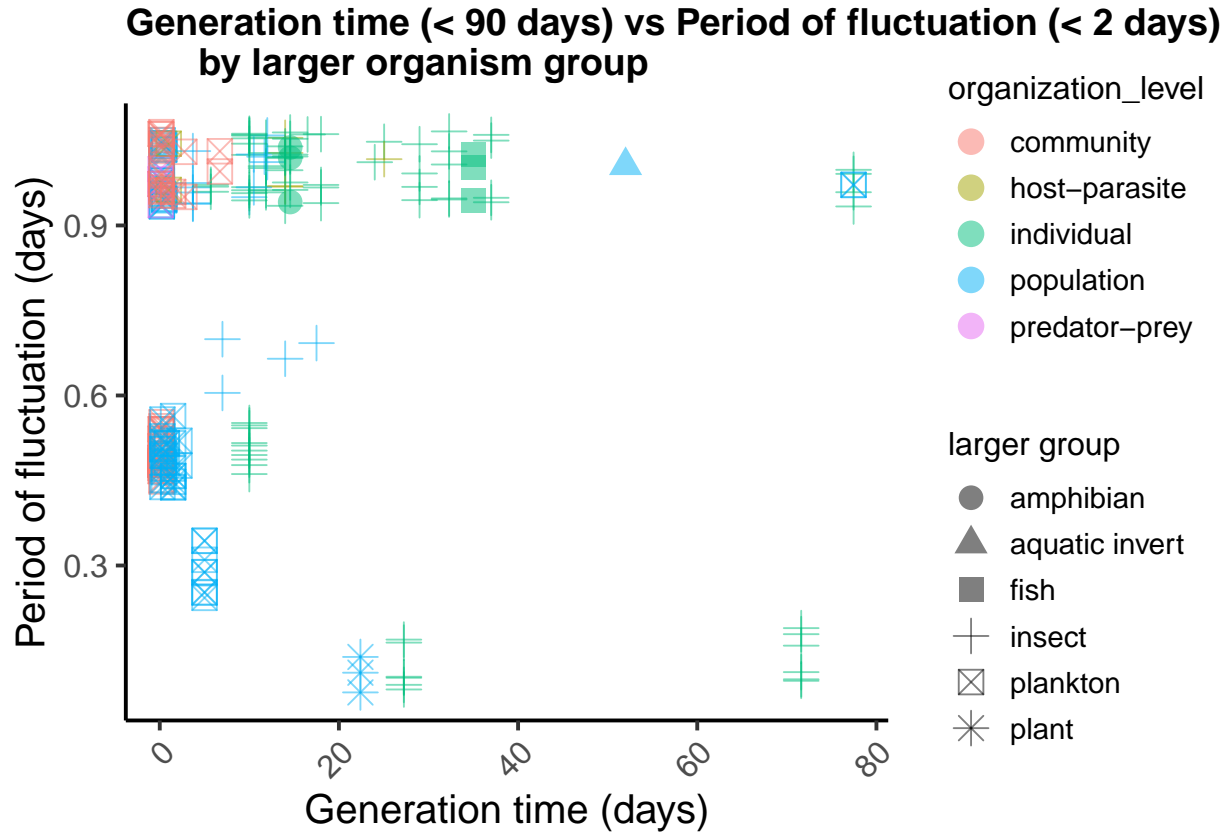 Generation time (< 90 days) vs Period of fluctuation (< 2 days)
by larger organism group
Period of fluctuation (days)
0.9
0.6
0.3
0
20
40
60
80
Generation time (days)
organization_level
community
host−parasite
individual
population
predator−prey
larger group
amphibian
aquatic invert
fish
insect
plankton
plant